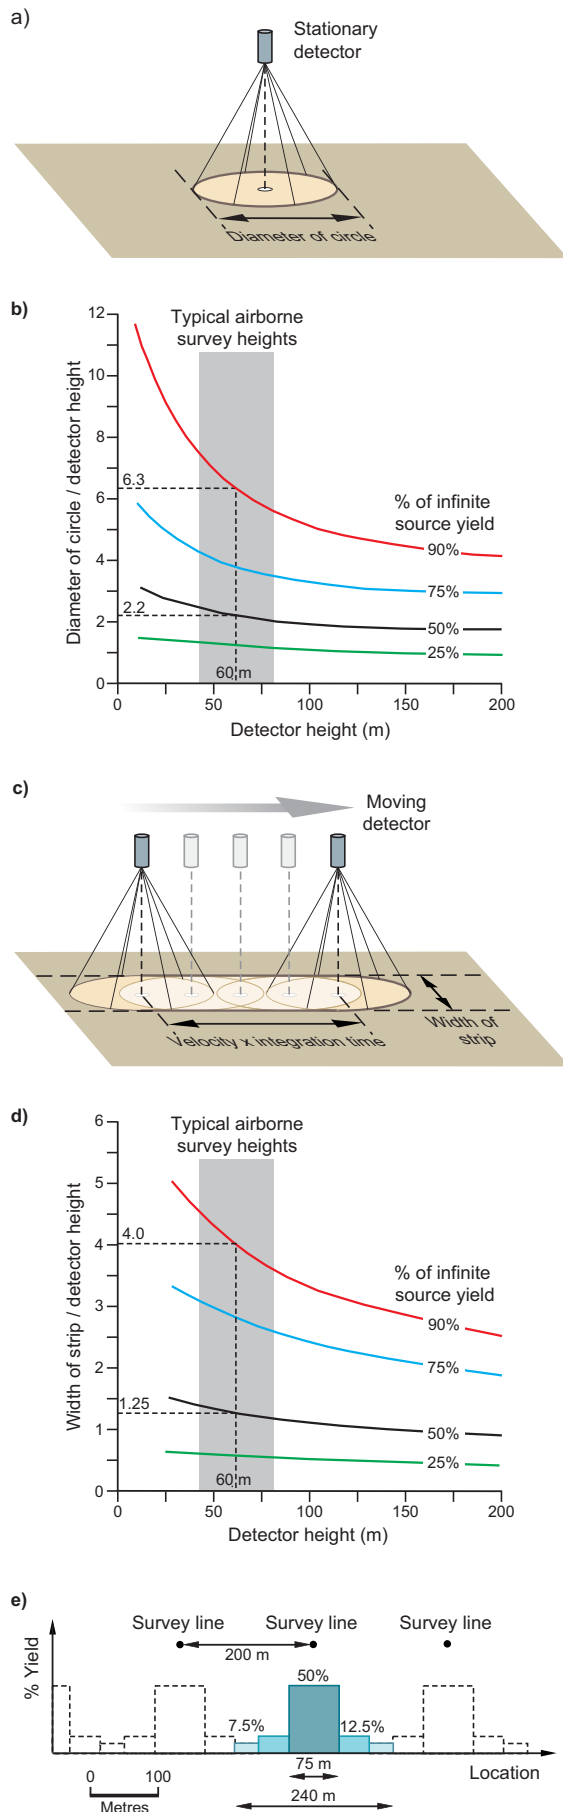 a)
Stationary
detector
Diameter of circle
b)
Typical airborne
survey heights
Diameter of circle / detector height
12
10
8
6
4
2
0
6.3
2.2
% of infinite
source yield
90%
75%
50%
25%
60 m
0
50
100
150
200
Detector height (m)
c)
Moving
detector
Velocity x integration time
Width of
strip
d)
Typical airborne
survey heights
Width of strip / detector height
6
5
4
3
2
1
0
4.0
1.25
% of infinite
source yield
90%
75%
50%
25%
60 m
0
50
100
150
200
Detector height (m)
e)
Survey line
Survey line
Survey line
200 m
% Yield
50%
7.5%
12.5%
75 m
Location
0
100
Metres
240 m